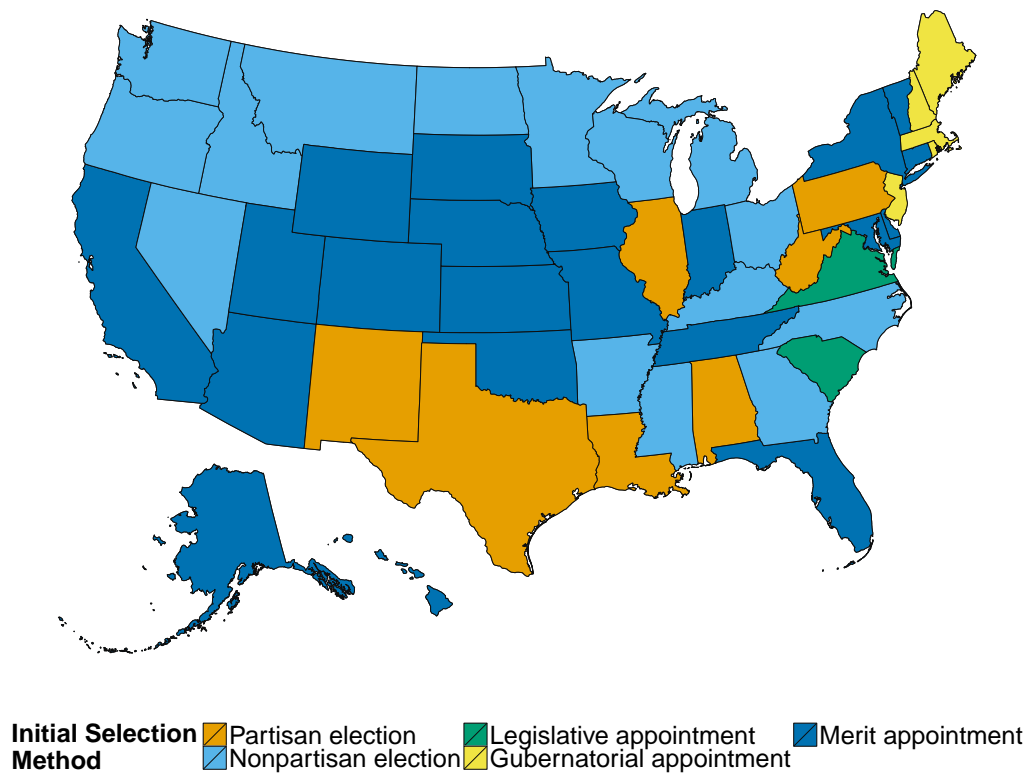 Initial Selection Method
Partisan election
Nonpartisan election
Legislative appointment
Gubernatorial appointment
Merit appointment